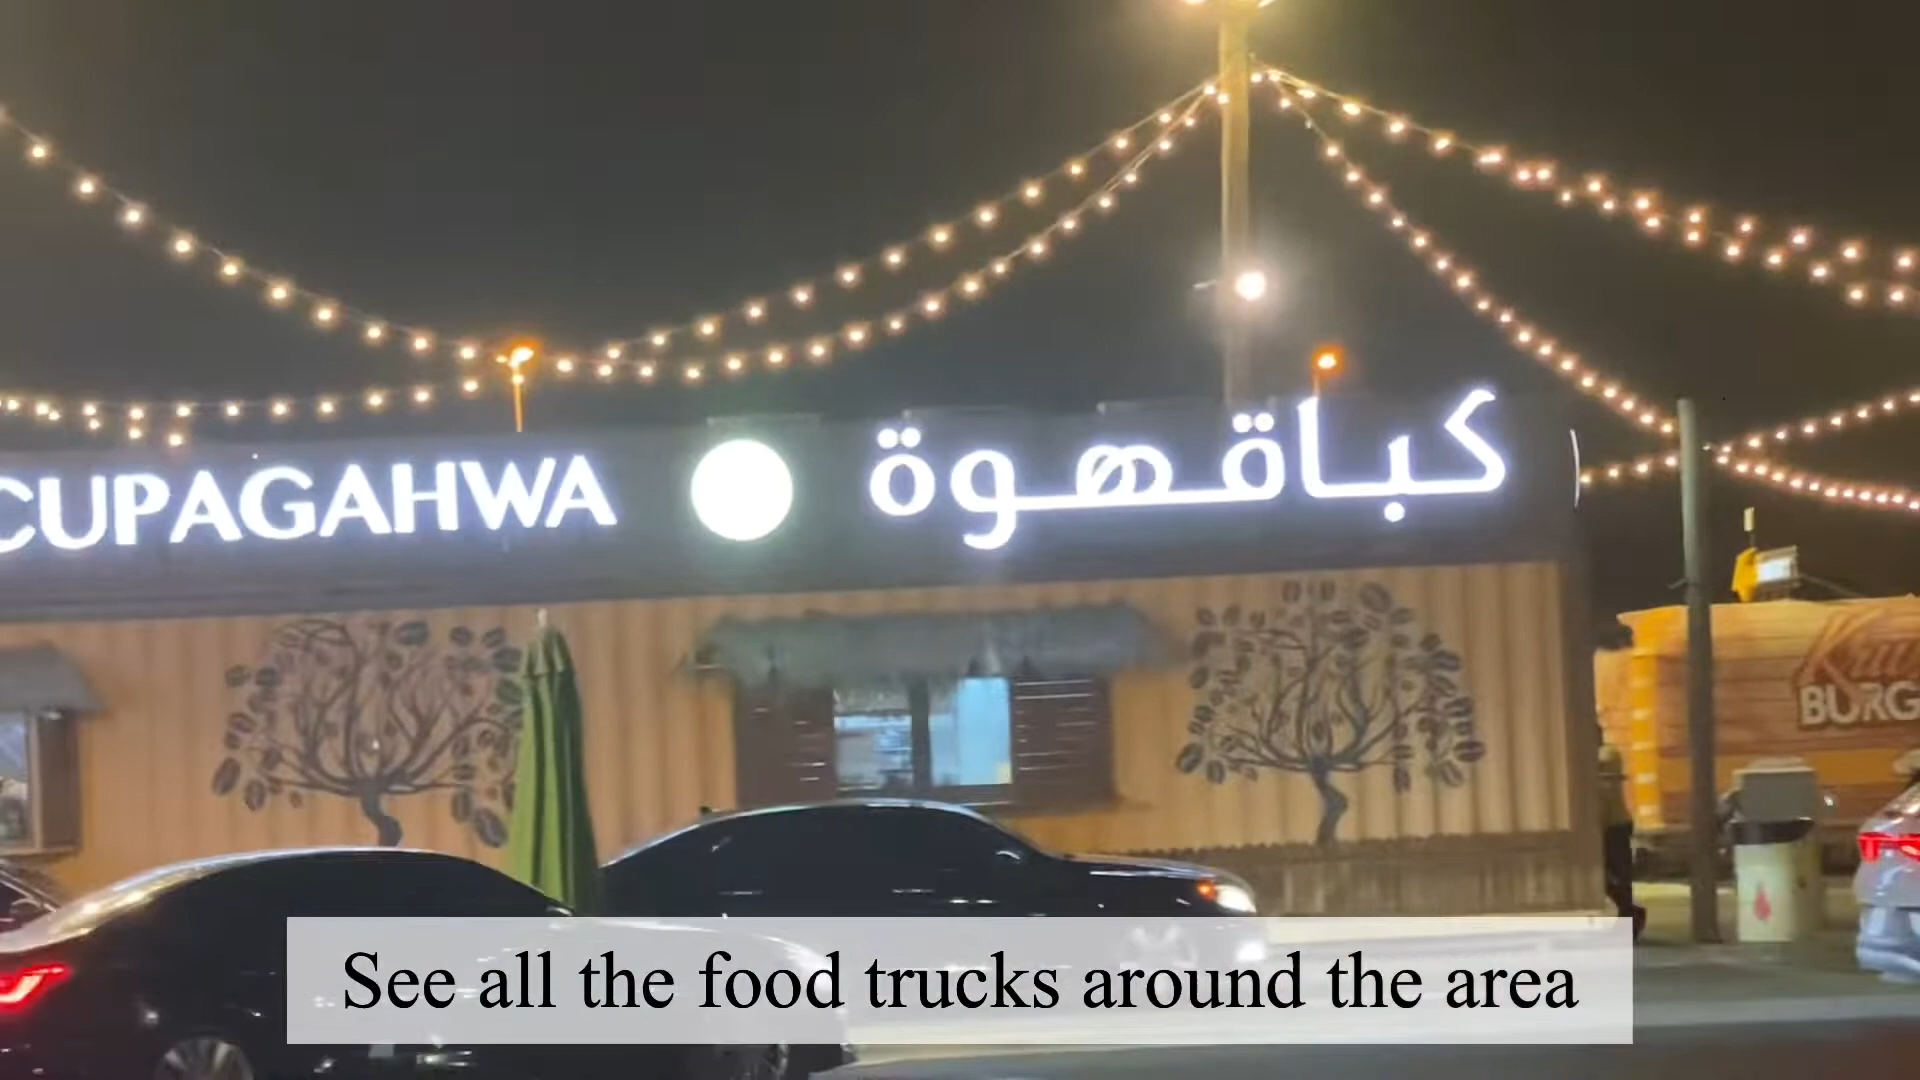 CUPAGAHWA
كباقهوة
BURG
See all the food trucks around the area